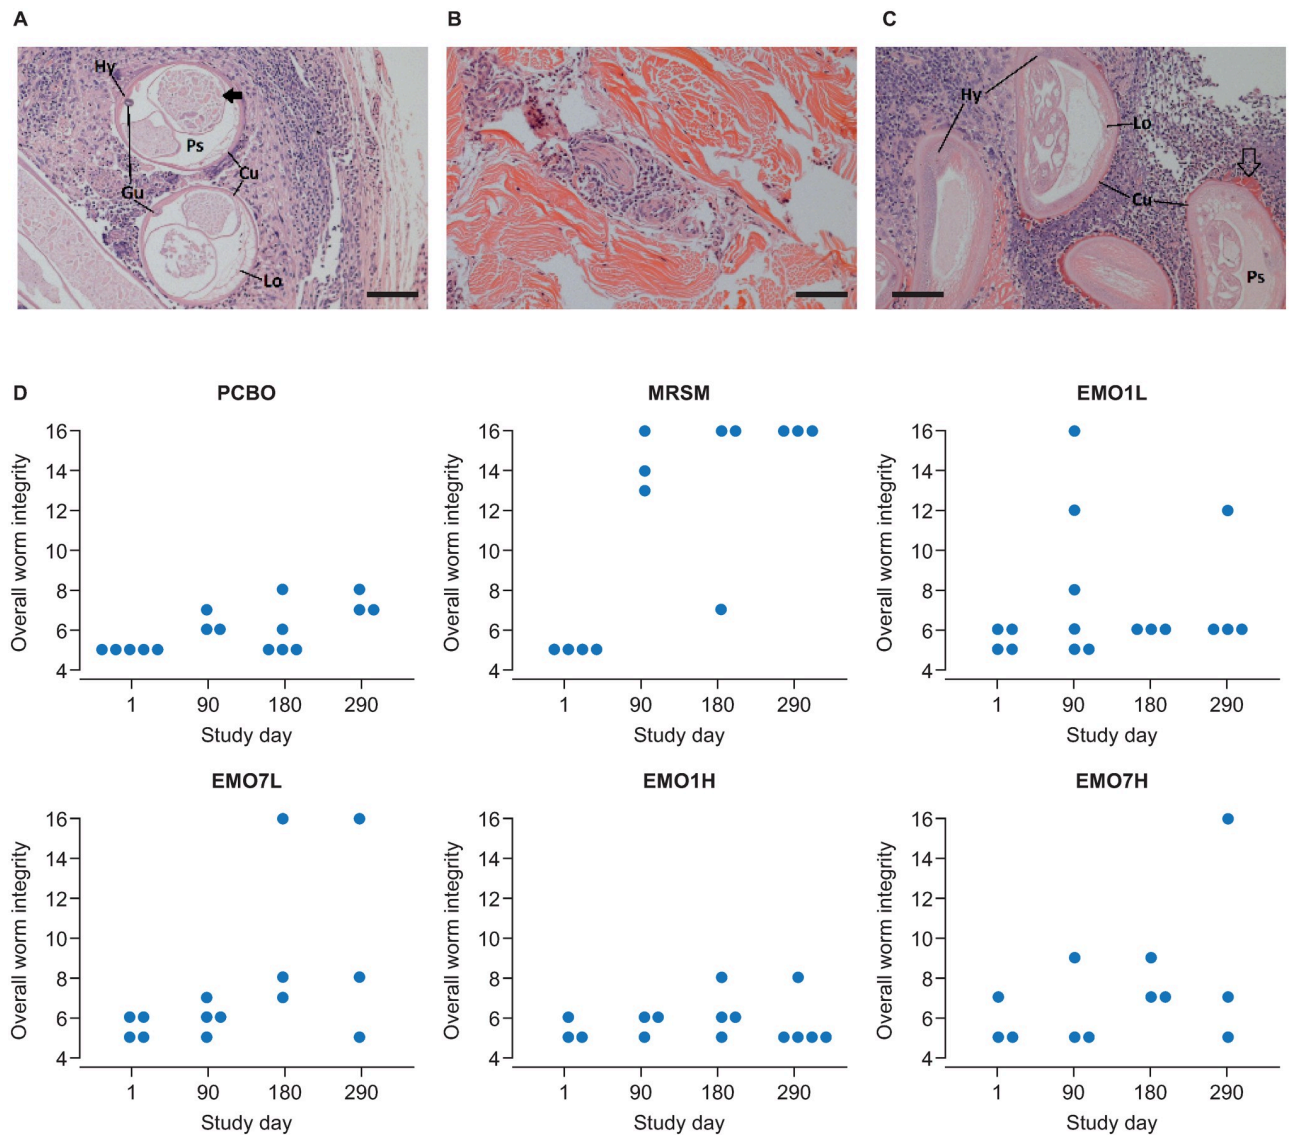 A
B
C
Hy
Ps
Cu
Gu
Lo
Hy
Lo
Cu
Ps
D
PCBO
MRSM
EMO1L
Overall worm integrity
16
14
12
10
8
6
4
1 90 180 290
Study day
Overall worm integrity
16
14
12
10
8
6
4
1 90 180 290
Study day
Overall worm integrity
16
14
12
10
8
6
4
1 90 180 290
Study day
EMO7L
EMO1H
EMO7H
Overall worm integrity
16
14
12
10
8
6
4
1 90 180 290
Study day
Overall worm integrity
16
14
12
10
8
6
4
1 90 180 290
Study day
Overall worm integrity
16
14
12
10
8
6
4
1 90 180 290
Study day